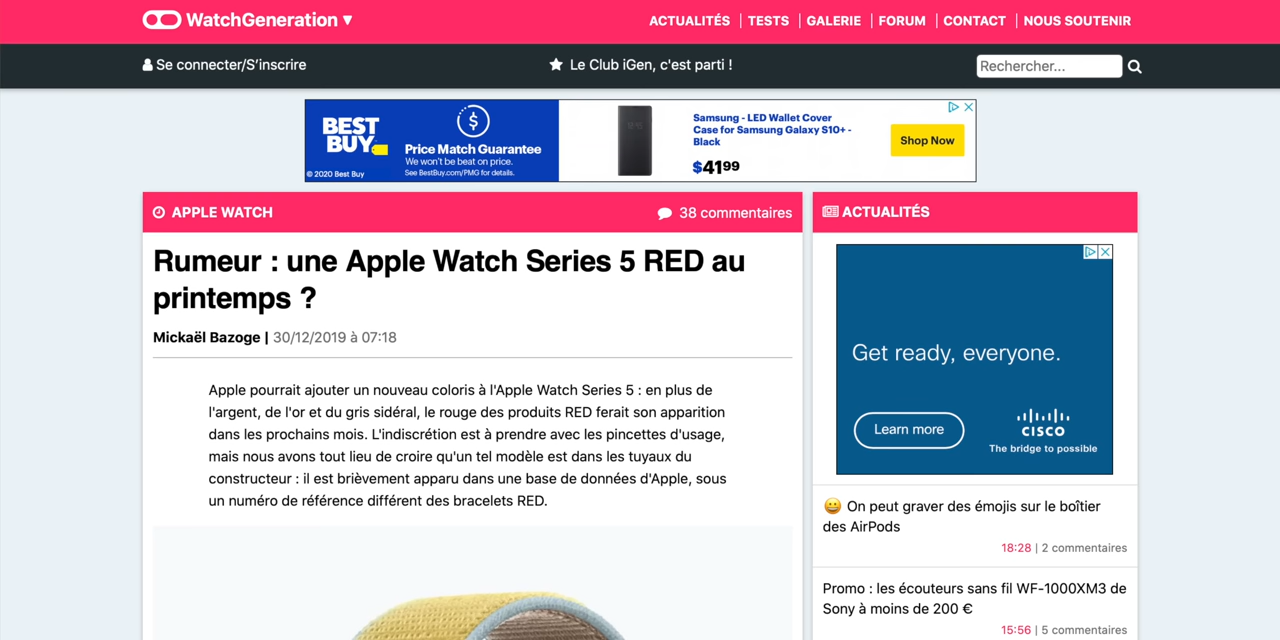 WatchGeneration ▾
ACTUALITÉS | TESTS | GALERIE | FORUM | CONTACT | NOUS SOUTENIR
Se connecter/S’inscrire
Le Club iGen, c'est parti !
Rechercher...
BEST
BUY
© 2020 Best Buy
$
Price Match Guarantee
We won't be beat on price.
See BestBuy.com/PMG for details.
Samsung - LED Wallet Cover
Case for Samsung Galaxy S10+ -
Black
$4199
Shop Now
APPLE WATCH
38 commentaires
Rumeur : une Apple Watch Series 5 RED au
printemps ?
Mickaël Bazoge | 30/12/2019 à 07:18
Apple pourrait ajouter un nouveau coloris à l'Apple Watch Series 5 : en plus de
l'argent, de l'or et du gris sidéral, le rouge des produits RED ferait son apparition
dans les prochains mois. L'indiscrétion est à prendre avec les pincettes d'usage,
mais nous avons tout lieu de croire qu'un tel modèle est dans les tuyaux du
constructeur : il est brièvement apparu dans une base de données d'Apple, sous
un numéro de référence différent des bracelets RED.
ACTUALITÉS
Get ready, everyone.
Learn more
CISCO
The bridge to possible
😀 On peut graver des émojis sur le boîtier
des AirPods
18:28 | 2 commentaires
Promo : les écouteurs sans fil WF-1000XM3 de
Sony à moins de 200 €
15:56 | 5 commentaires